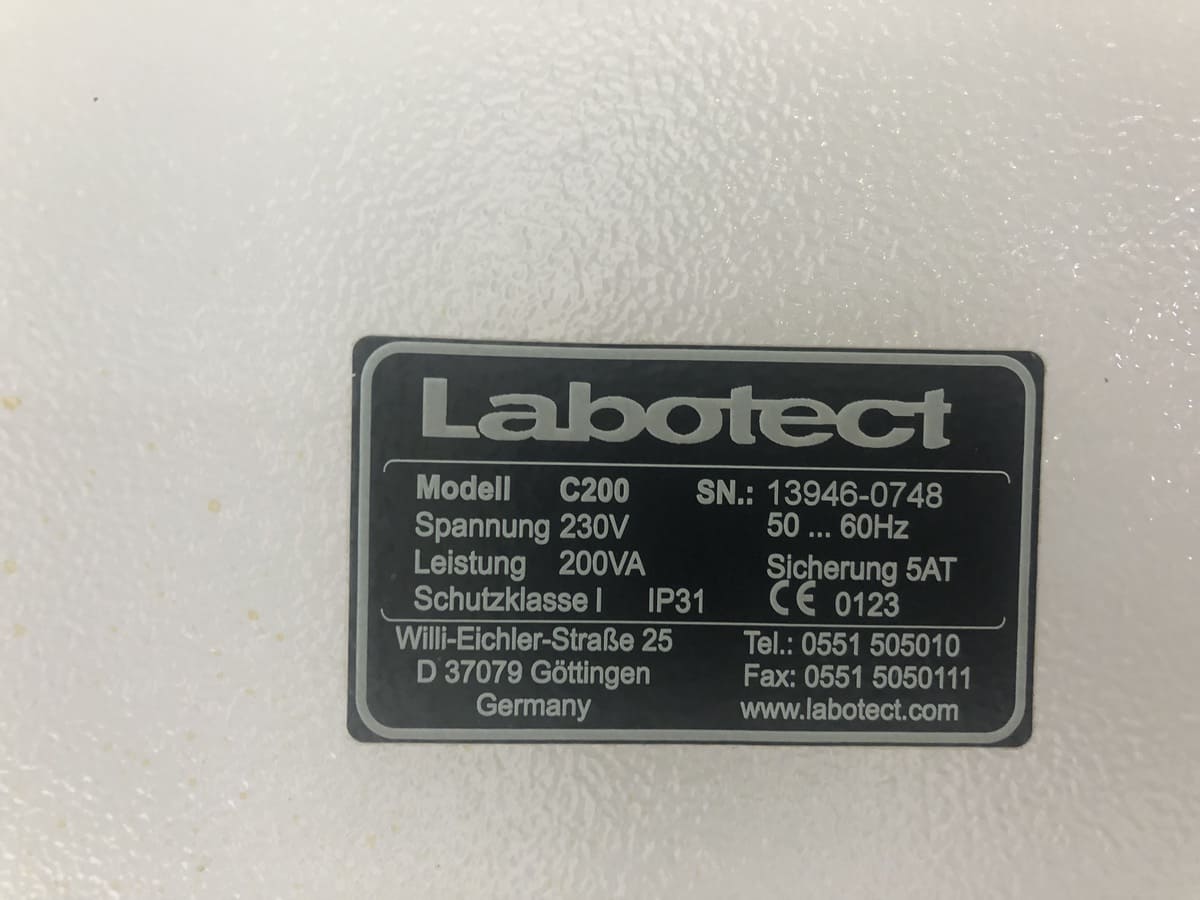 Labotect
Modell C200 SN.: 13946-0748
Spannung 230V 50 ... 60Hz
Leistung 200VA Sicherung 5AT
Schutzklasse I IP31 CE 0123
Willi-Eichler-Straße 25 Tel.: 0551 505010
D 37079 Göttingen Fax: 0551 5050111
Germany www.labotect.com